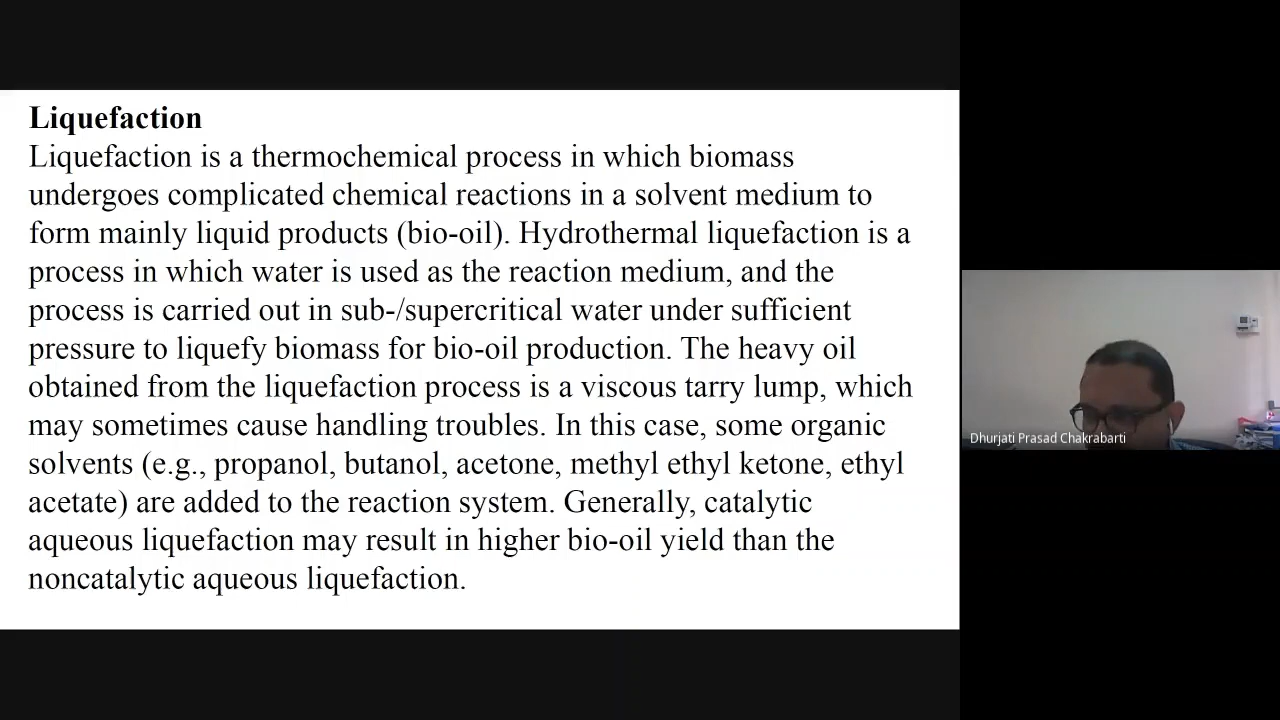 Liquefaction
Liquefaction is a thermochemical process in which biomass
undergoes complicated chemical reactions in a solvent medium to
form mainly liquid products (bio-oil). Hydrothermal liquefaction is a
process in which water is used as the reaction medium, and the
process is carried out in sub-/supercritical water under sufficient
pressure to liquefy biomass for bio-oil production. The heavy oil
obtained from the liquefaction process is a viscous tarry lump, which
may sometimes cause handling troubles. In this case, some organic
solvents (e.g., propanol, butanol, acetone, methyl ethyl ketone, ethyl
acetate) are added to the reaction system. Generally, catalytic
aqueous liquefaction may result in higher bio-oil yield than the
noncatalytic aqueous liquefaction.
Dhurjati Prasad Chakrabarti